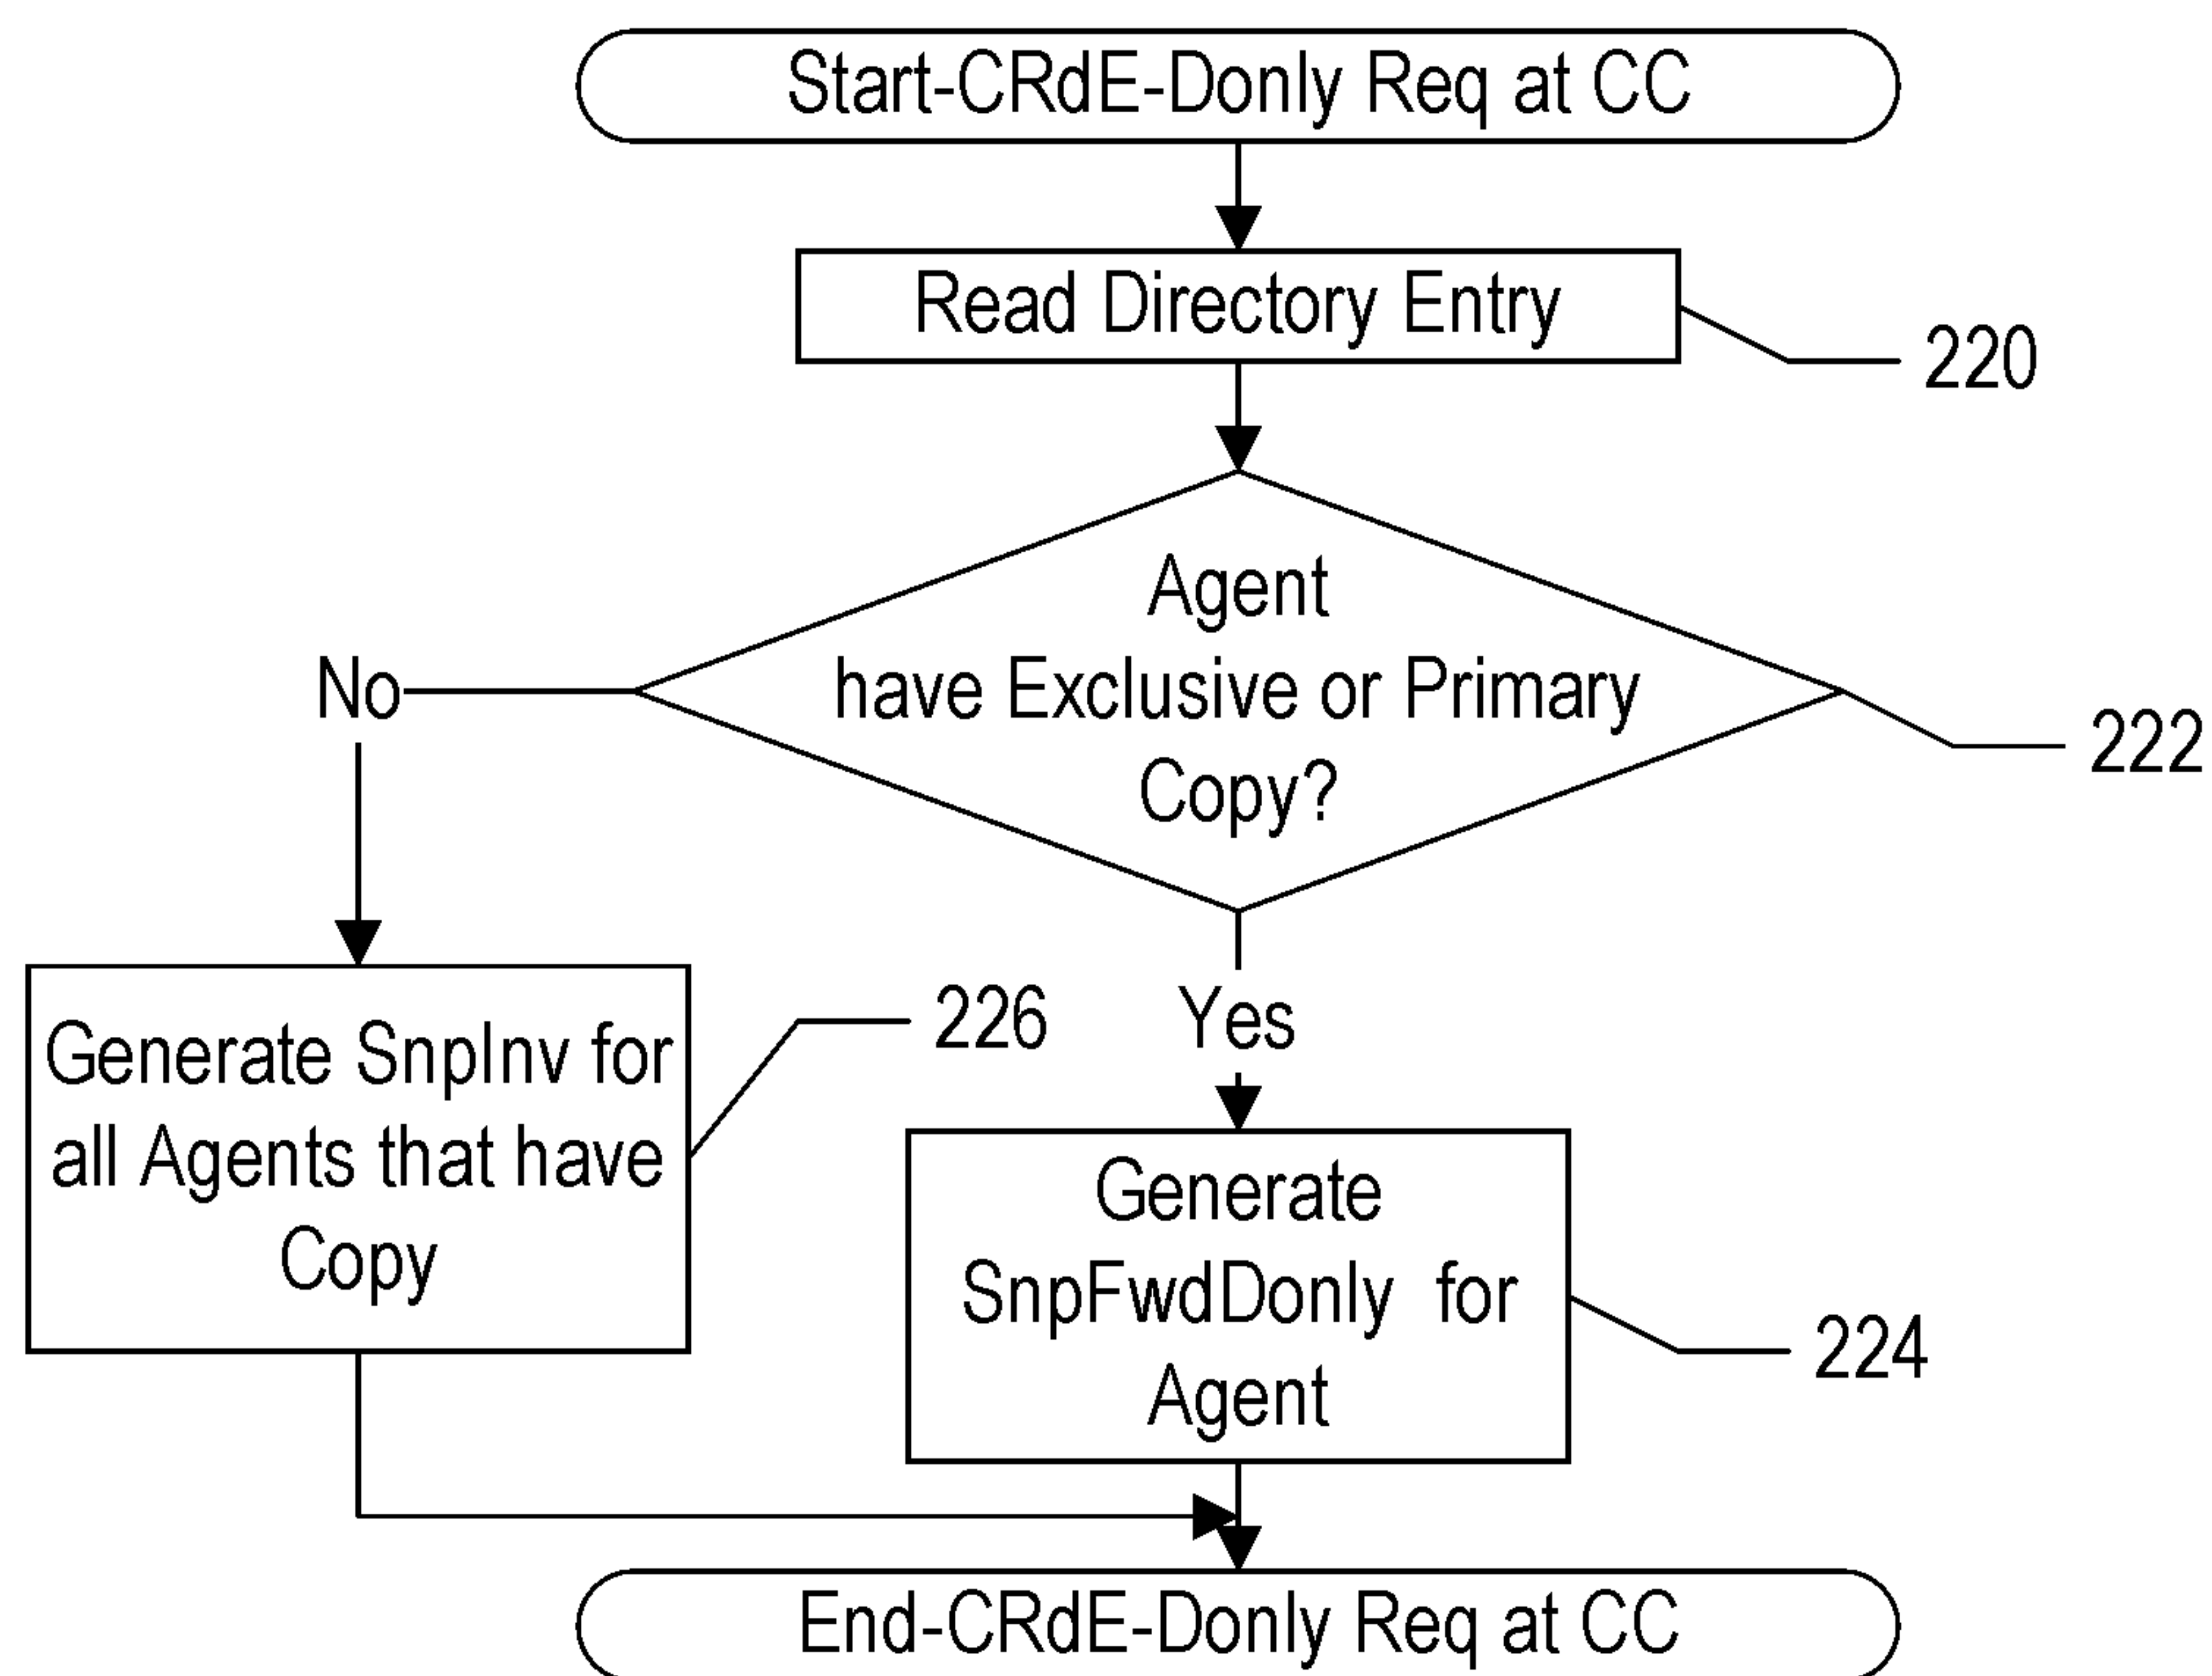 Start-CRdE-Donly Req at CC
Read Directory Entry
220
Agent
have Exclusive or Primary
Copy?
222
No
Yes
Generate SnpInv for
all Agents that have
Copy
226
Generate
SnpFwdDonly for
Agent
224
End-CRdE-Donly Req at CC